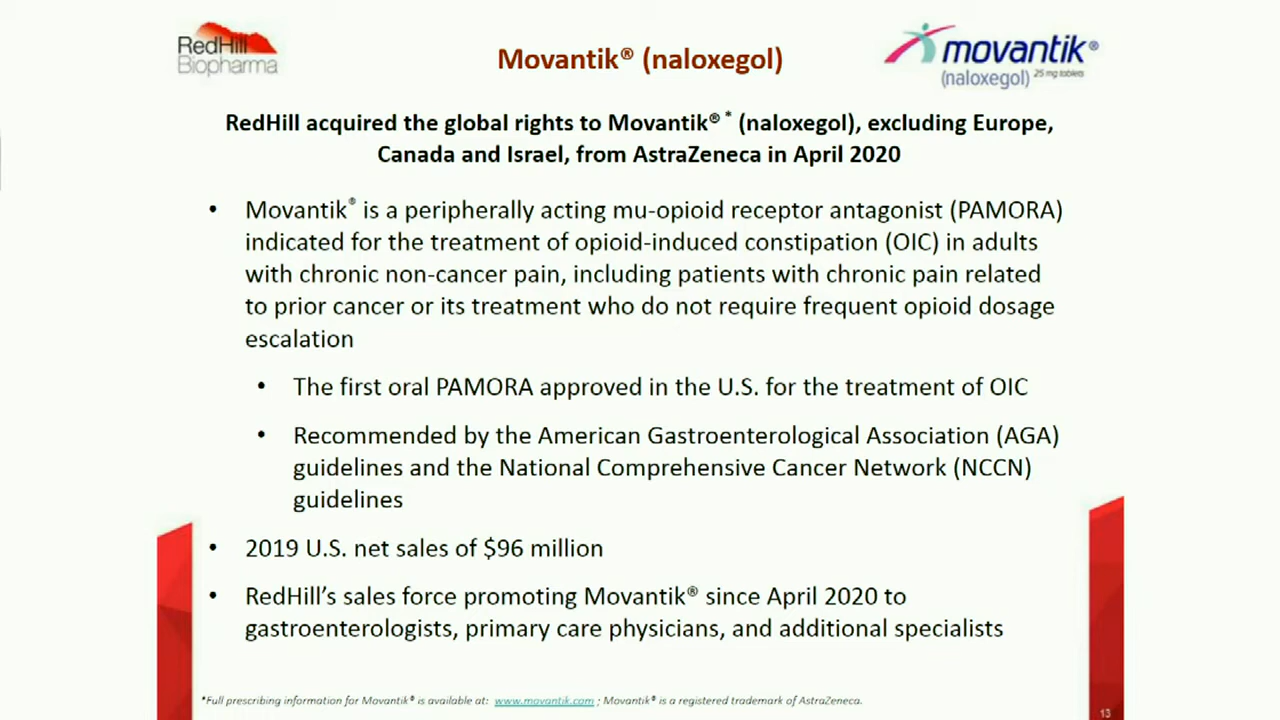 RedHill
Biopharma
Movantik® (naloxegol)
movantik®
(naloxegol) 25 mg tablets
RedHill acquired the global rights to Movantik®* (naloxegol), excluding Europe,
Canada and Israel, from AstraZeneca in April 2020
• Movantik® is a peripherally acting mu-opioid receptor antagonist (PAMORA)
indicated for the treatment of opioid-induced constipation (OIC) in adults
with chronic non-cancer pain, including patients with chronic pain related
to prior cancer or its treatment who do not require frequent opioid dosage
escalation
• The first oral PAMORA approved in the U.S. for the treatment of OIC
• Recommended by the American Gastroenterological Association (AGA)
guidelines and the National Comprehensive Cancer Network (NCCN)
guidelines
• 2019 U.S. net sales of $96 million
• RedHill’s sales force promoting Movantik® since April 2020 to
gastroenterologists, primary care physicians, and additional specialists
*Full prescribing information for Movantik® is available at: www.movantik.com ; Movantik® is a registered trademark of AstraZeneca.
13